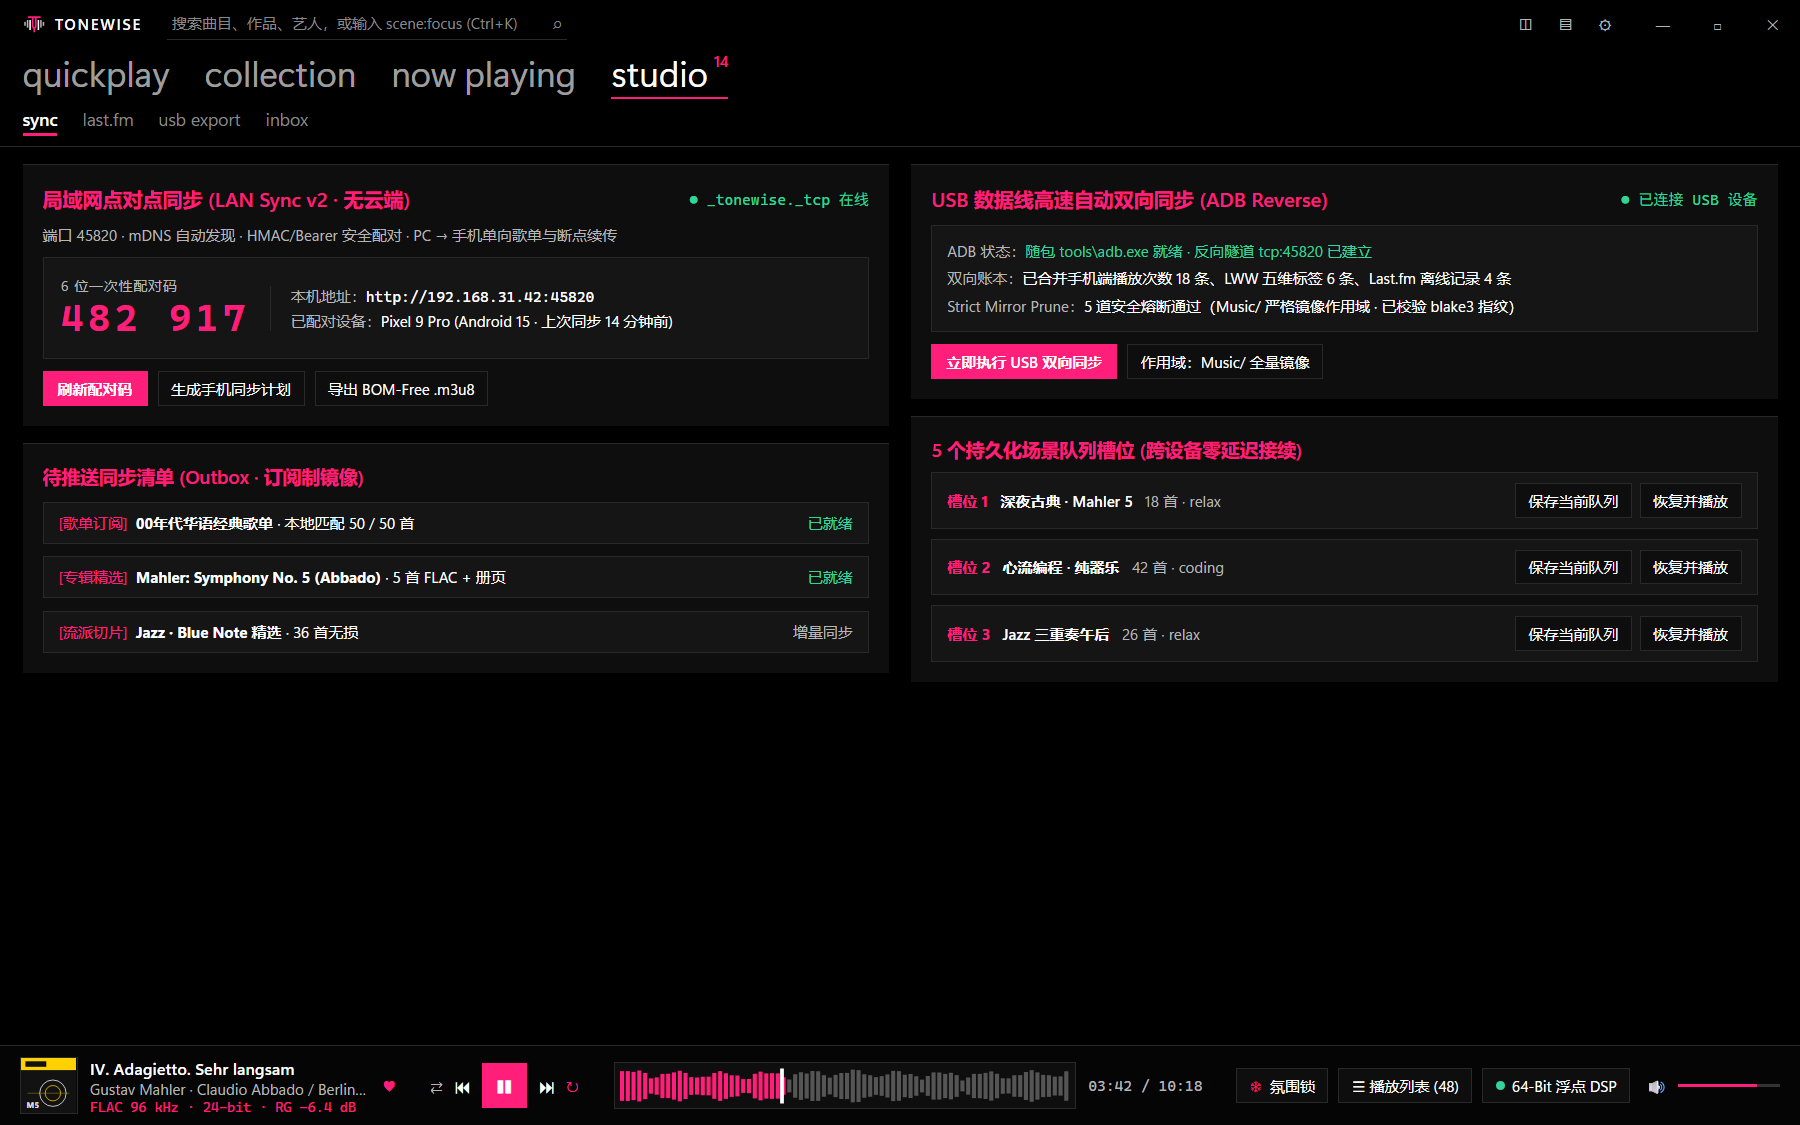 TONEWISE
搜索曲目、作品、艺人，或输入 scene:focus (Ctrl+K)
quickplay collection now playing studio 14
sync last.fm usb export inbox
局域网点对点同步 (LAN Sync v2 · 无云端)
_tonewise._tcp 在线
端口 45820 · mDNS 自动发现 · HMAC/Bearer 安全配对 · PC → 手机单向歌单与断点续传
6 位一次性配对码
482 917
本机地址：http://192.168.31.42:45820
已配对设备：Pixel 9 Pro (Android 15 · 上次同步 14 分钟前)
刷新配对码 生成手机同步计划 导出 BOM-Free .m3u8
待推送同步清单 (Outbox · 订阅制镜像)
[歌单订阅] 00年代华语经典歌单 · 本地匹配 50 / 50 首 已就绪
[专辑精选] Mahler: Symphony No. 5 (Abbado) · 5 首 FLAC + 册页 已就绪
[流派切片] Jazz · Blue Note 精选 · 36 首无损 增量同步
USB 数据线高速自动双向同步 (ADB Reverse)
已连接 USB 设备
ADB 状态：随包 tools\adb.exe 就绪 · 反向隧道 tcp:45820 已建立
双向账本：已合并手机端播放次数 18 条、LWW 五维标签 6 条、Last.fm 离线记录 4 条
Strict Mirror Prune：5 道安全熔断通过（Music/ 严格镜像作用域 · 已校验 blake3 指纹）
立即执行 USB 双向同步 作用域：Music/ 全量镜像
5 个持久化场景队列槽位 (跨设备零延迟接续)
槽位 1 深夜古典 · Mahler 5 18 首 · relax 保存当前队列 恢复并播放
槽位 2 心流编程 · 纯器乐 42 首 · coding 保存当前队列 恢复并播放
槽位 3 Jazz 三重奏午后 26 首 · relax 保存当前队列 恢复并播放
M5
IV. Adagietto. Sehr langsam
Gustav Mahler · Claudio Abbado / Berlin...
FLAC 96 kHz · 24-bit · RG −6.4 dB
03:42 / 10:18
氛围锁
播放列表 (48)
64-Bit 浮点 DSP